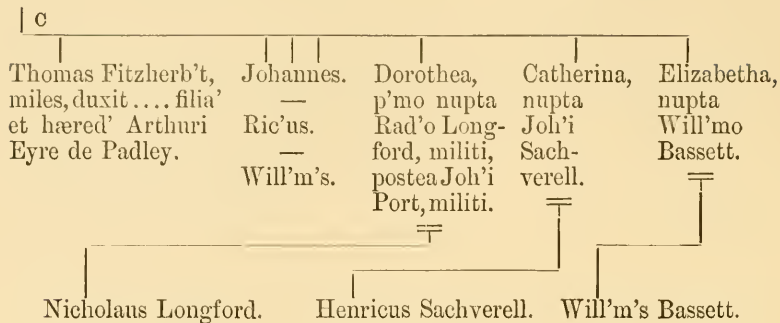 C
Thomas Fitzherb't,
miles, duxit .... filia'
et hæred' Arthuri
Eyre de Padley.
Johannes.
—
Ric'us.
—
Will'm's.
Dorothea,
p'mo nupta
Rad'o Long-
ford, militi,
postea Joh'i
Port, militi.
Catherina,
nupta
Joh'i
Sach-
verell.
Elizabetha,
nupta
Will'mo
Bassett.
Nicholaus Longford.
Henricus Sachverell.
Will'm's Bassett.